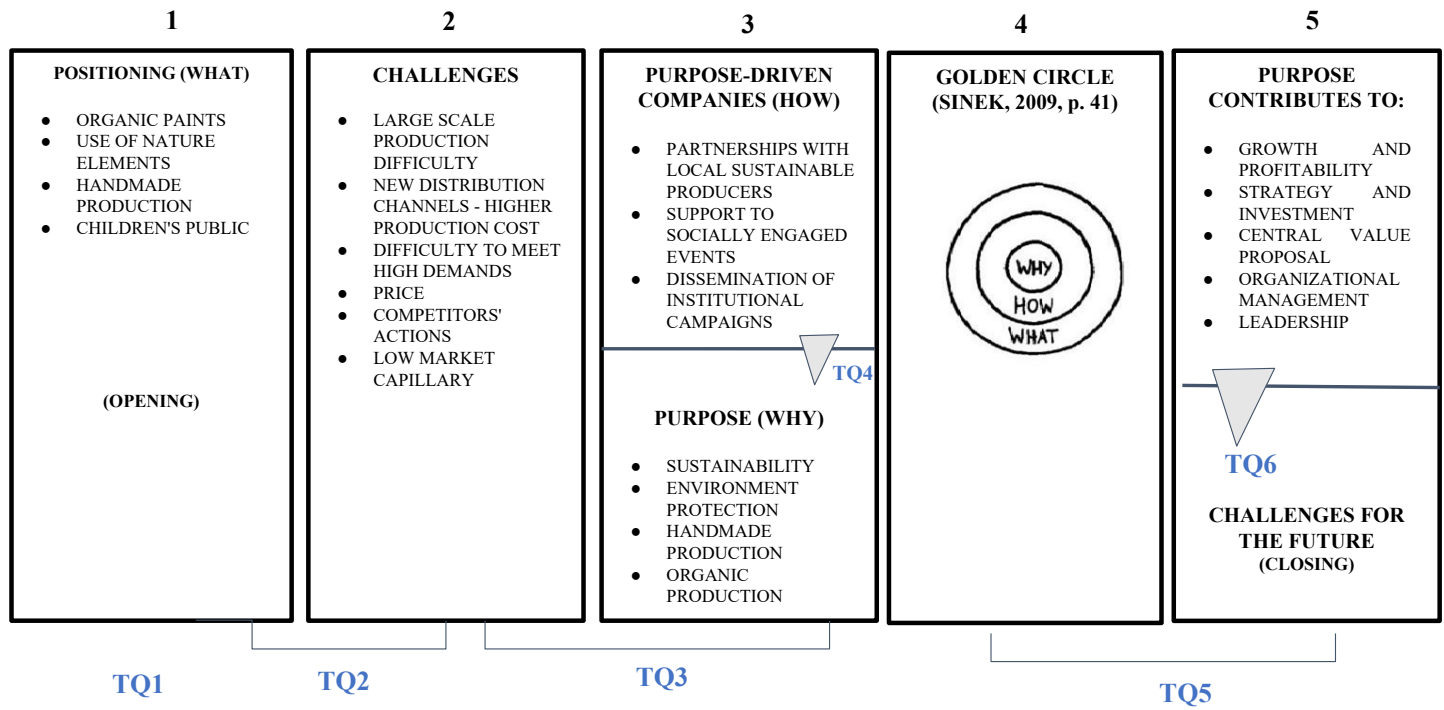 1
2
3
4
5
POSITIONING (WHAT)
● ORGANIC PAINTS
● USE OF NATURE
ELEMENTS
● HANDMADE
PRODUCTION
● CHILDREN'S PUBLIC
(OPENING)
CHALLENGES
● LARGE SCALE
PRODUCTION
DIFFICULTY
● NEW DISTRIBUTION
CHANNELS - HIGHER
PRODUCTION COST
● DIFFICULTY TO MEET
HIGH DEMANDS
● PRICE
● COMPETITORS'
ACTIONS
● LOW MARKET
CAPILLARY
PURPOSE-DRIVEN
COMPANIES (HOW)
● PARTNERSHIPS WITH
LOCAL SUSTAINABLE
PRODUCERS
● SUPPORT TO
SOCIALLY ENGAGED
EVENTS
● DISSEMINATION OF
INSTITUTIONAL
CAMPAIGNS
TQ4
PURPOSE (WHY)
● SUSTAINABILITY
● ENVIRONMENT
PROTECTION
● HANDMADE
PRODUCTION
● ORGANIC
PRODUCTION
GOLDEN CIRCLE
(SINEK, 2009, p. 41)
WHY
HOW
WHAT
PURPOSE
CONTRIBUTES TO:
● GROWTH AND
PROFITABILITY
● STRATEGY AND
INVESTMENT
● CENTRAL VALUE
PROPOSAL
● ORGANIZATIONAL
MANAGEMENT
● LEADERSHIP
TQ6
CHALLENGES FOR
THE FUTURE
(CLOSING)
TQ1
TQ2
TQ3
TQ5